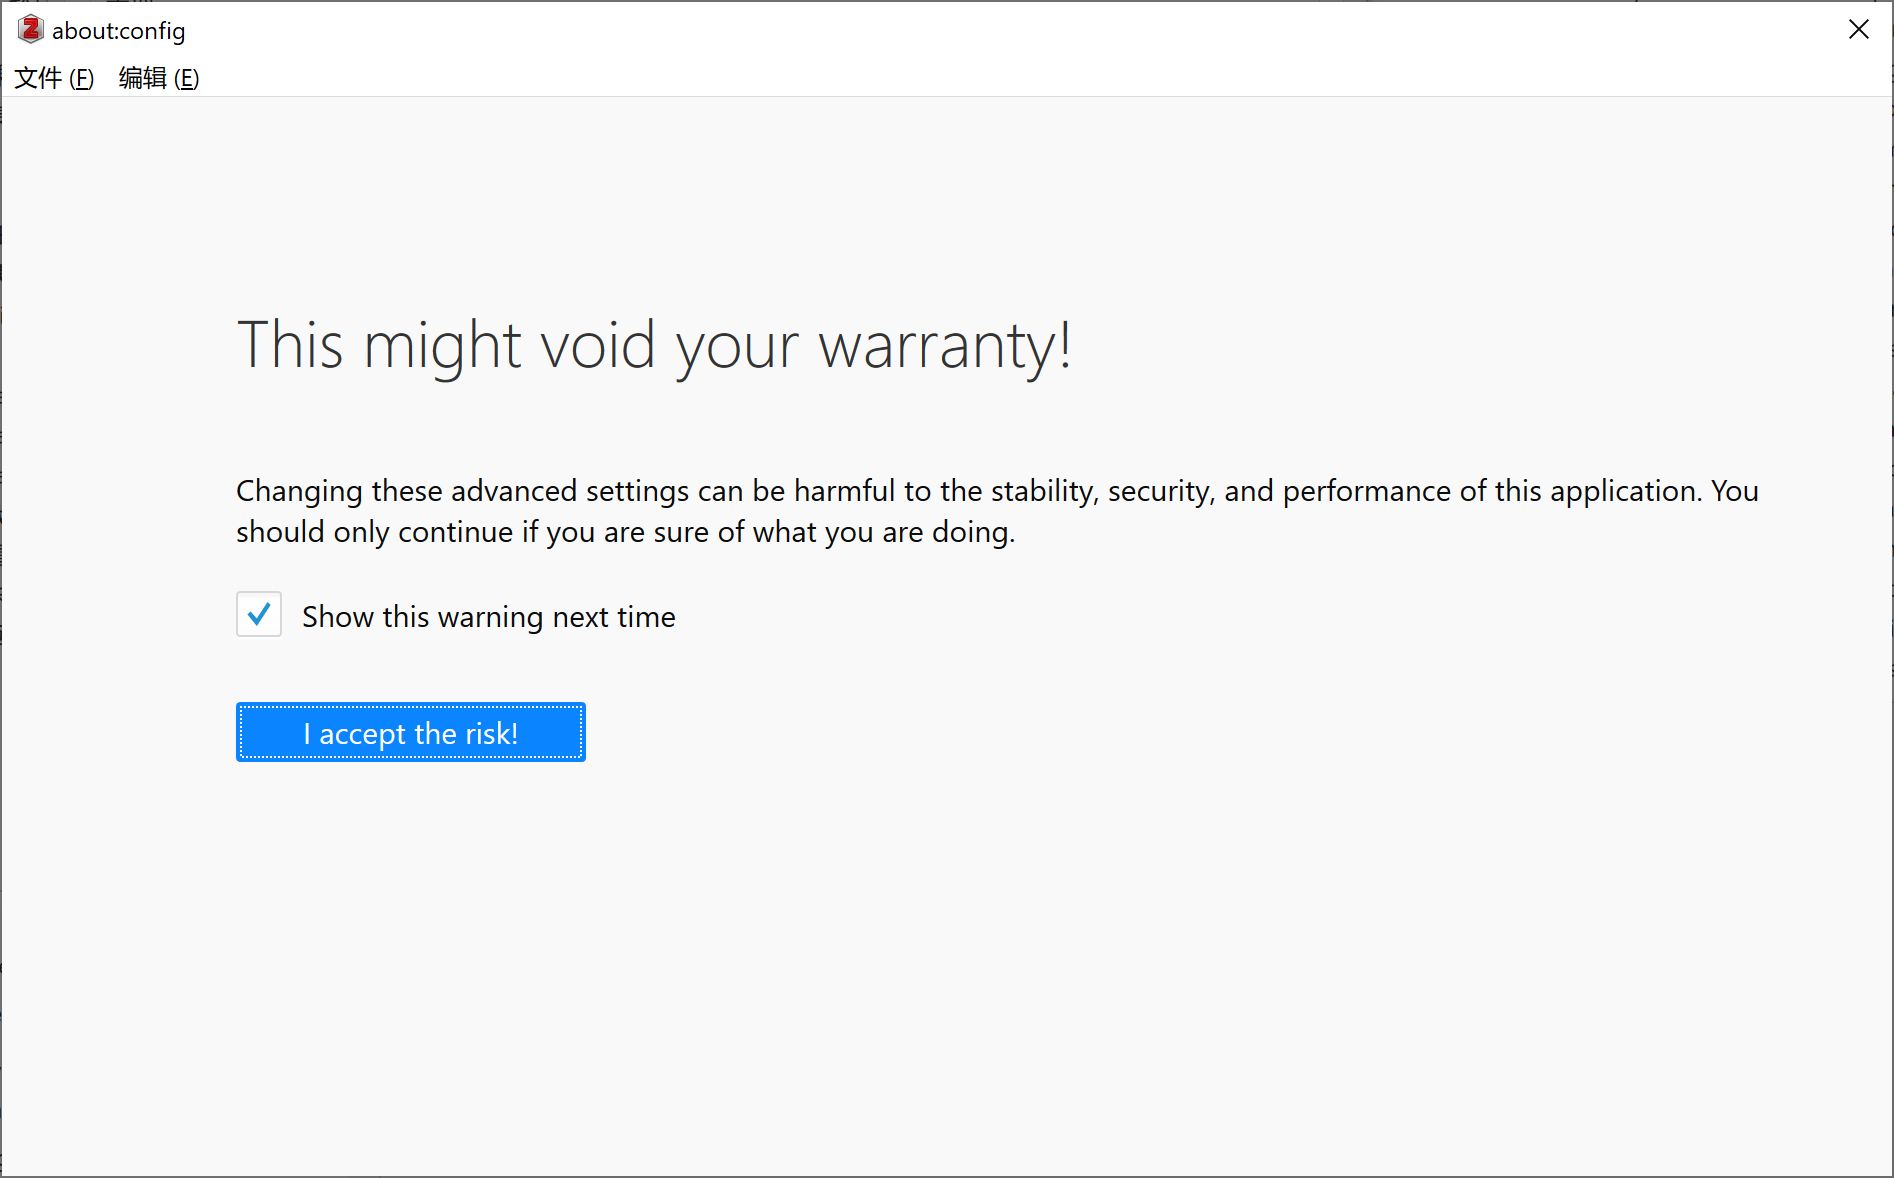 about:config
文件 (F) 编辑 (E)
This might void your warranty!
Changing these advanced settings can be harmful to the stability, security, and performance of this application. You
should only continue if you are sure of what you are doing.
Show this warning next time
I accept the risk!